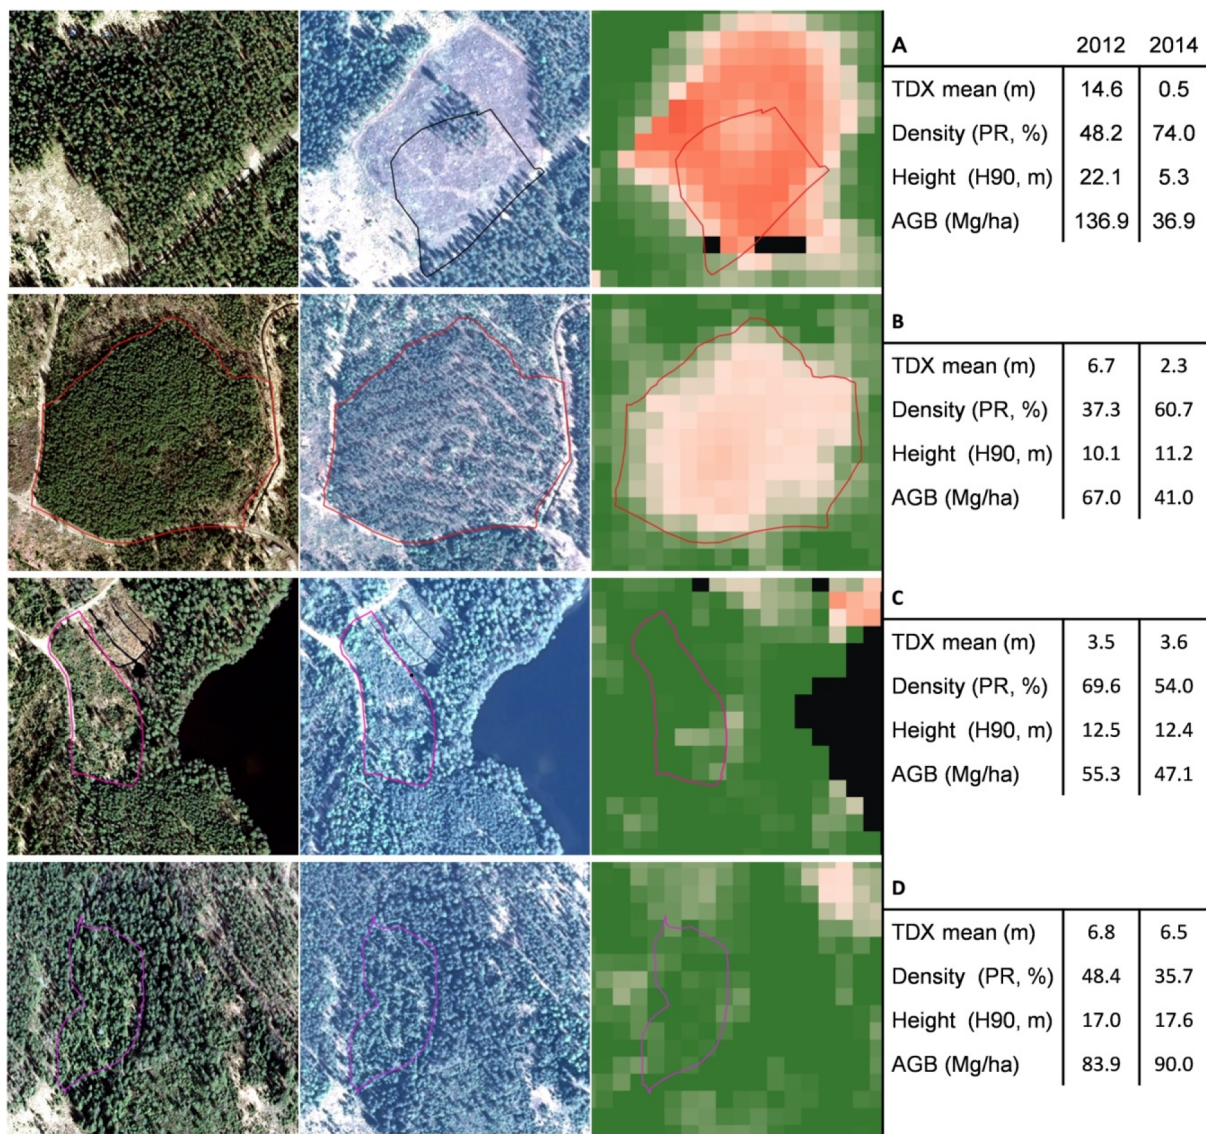 A 2012 2014
TDX mean (m) 14.6 0.5
Density (PR, %) 48.2 74.0
Height (H90, m) 22.1 5.3
AGB (Mg/ha) 136.9 36.9
B
TDX mean (m) 6.7 2.3
Density (PR, %) 37.3 60.7
Height (H90, m) 10.1 11.2
AGB (Mg/ha) 67.0 41.0
C
TDX mean (m) 3.5 3.6
Density (PR, %) 69.6 54.0
Height (H90, m) 12.5 12.4
AGB (Mg/ha) 55.3 47.1
D
TDX mean (m) 6.8 6.5
Density (PR, %) 48.4 35.7
Height (H90, m) 17.0 17.6
AGB (Mg/ha) 83.9 90.0